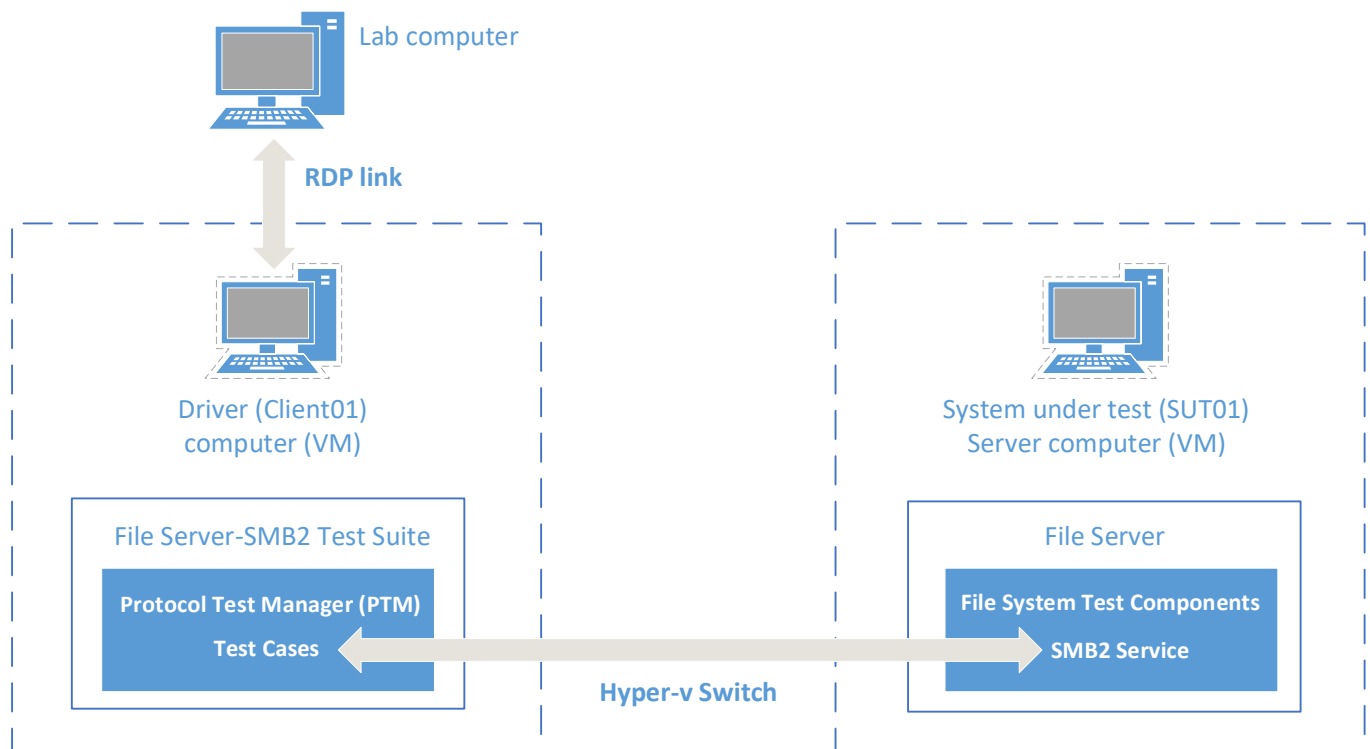 Lab computer
RDP link
Driver (Client01)
computer (VM)
System under test (SUT01)
Server computer (VM)
File Server-SMB2 Test Suite
Protocol Test Manager (PTM)
Test Cases
File Server
File System Test Components
SMB2 Service
Hyper-v Switch